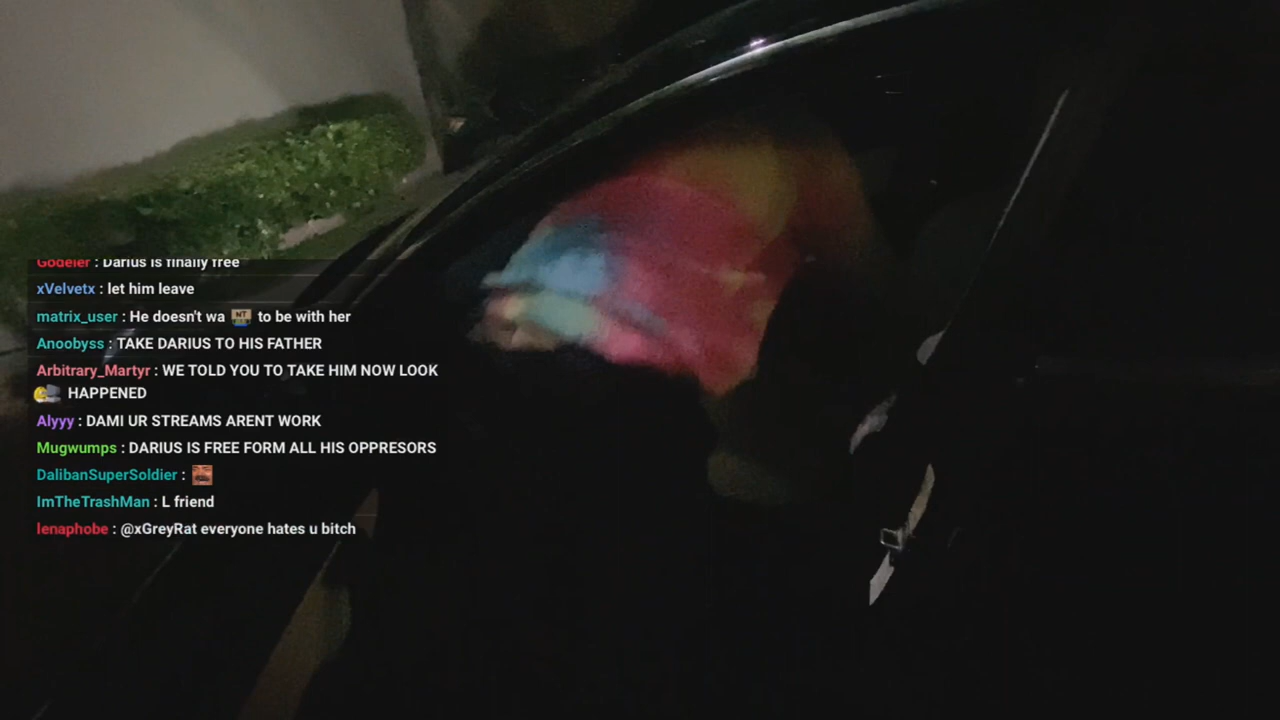 Godeler : Darius is finally free
xVelvetx : let him leave
matrix_user : He doesn't wa NT to be with her
Anoobyss : TAKE DARIUS TO HIS FATHER
Arbitrary_Martyr : WE TOLD YOU TO TAKE HIM NOW LOOK
HAPPENED
Alyyy : DAMI UR STREAMS ARENT WORK
Mugwumps : DARIUS IS FREE FORM ALL HIS OPPRESORS
DalibanSuperSoldier :
ImTheTrashMan : L friend
lenaphobe : @xGreyRat everyone hates u bitch